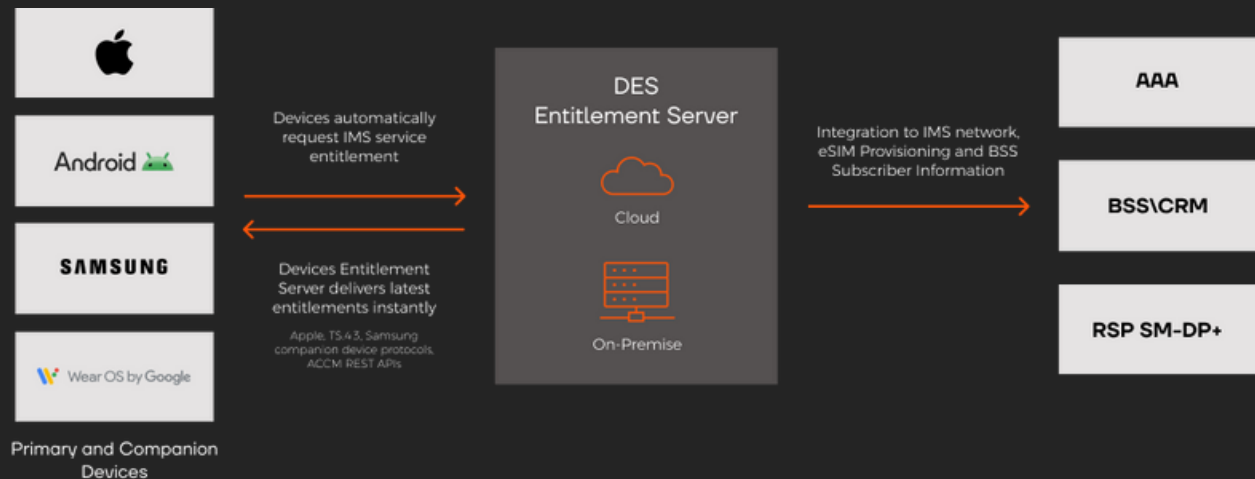 Android
SAMSUNG
Wear OS by Google
Primary and Companion
Devices
Devices automatically
request IMS service
entitlement
Devices Entitlement
Server delivers latest
entitlements instantly
Apple, TS.43, Samsung
companion device protocols,
ACCM REST APIs
DES
Entitlement Server
Cloud
On-Premise
Integration to IMS network,
eSIM Provisioning and BSS
Subscriber Information
AAA
BSS\CRM
RSP SM-DP+